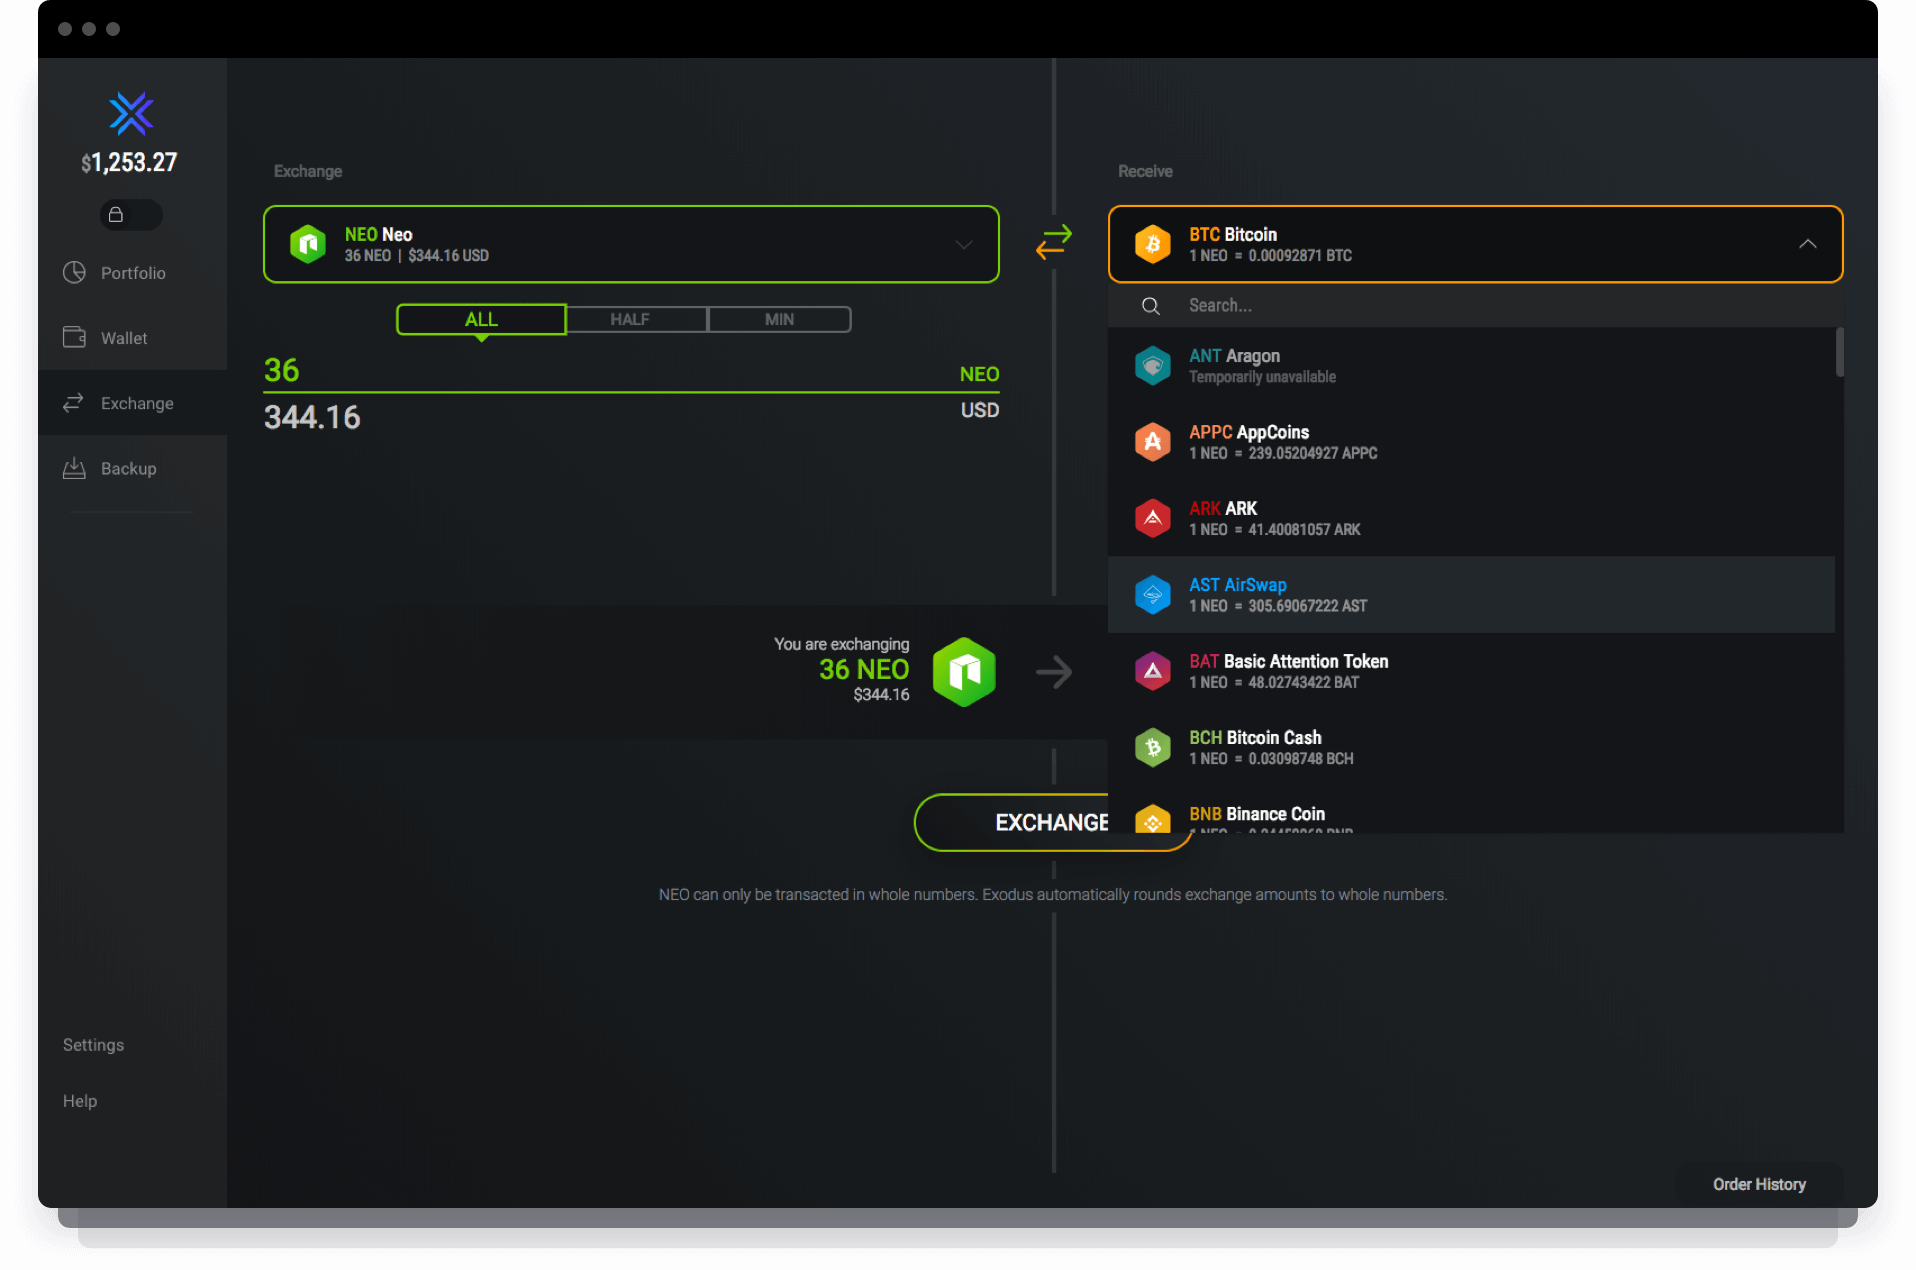 $1,253.27
Portfolio
Wallet
Exchange
Backup
Settings
Help
Exchange
NEO Neo
36 NEO | $344.16 USD
ALL
HALF
MIN
36
NEO
344.16
USD
You are exchanging
36 NEO
$344.16
EXCHANGE
NEO can only be transacted in whole numbers. Exodus automatically rounds exchange amounts to whole numbers.
Receive
BTC Bitcoin
1 NEO = 0.00092871 BTC
Search...
ANT Aragon
Temporarily unavailable
APPC AppCoins
1 NEO = 239.05204927 APPC
ARK ARK
1 NEO = 41.40081057 ARK
AST AirSwap
1 NEO = 305.69067222 AST
BAT Basic Attention Token
1 NEO = 48.02743422 BAT
BCH Bitcoin Cash
1 NEO = 0.03098748 BCH
BNB Binance Coin
1 NEO =
Order History